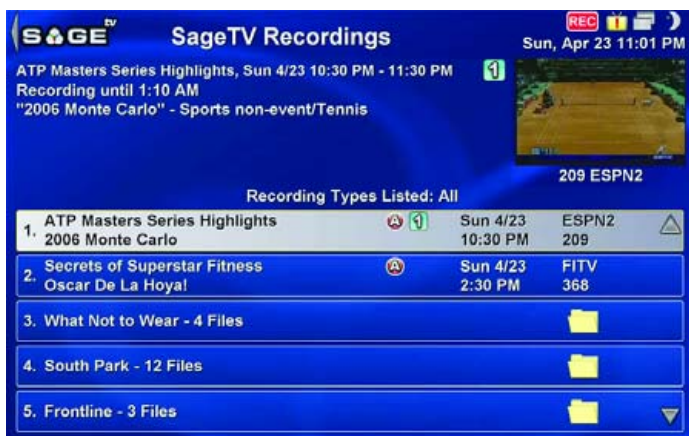 SAGE tv
SageTV Recordings
REC
Sun, Apr 23 11:01 PM
ATP Masters Series Highlights, Sun 4/23 10:30 PM - 11:30 PM 1
Recording until 1:10 AM
"2006 Monte Carlo" - Sports non-event/Tennis
209 ESPN2
Recording Types Listed: All
1. ATP Masters Series Highlights A 1 Sun 4/23 ESPN2
2006 Monte Carlo 10:30 PM 209
2. Secrets of Superstar Fitness A Sun 4/23 FITV
Oscar De La Hoya! 2:30 PM 368
3. What Not to Wear - 4 Files
4. South Park - 12 Files
5. Frontline - 3 Files